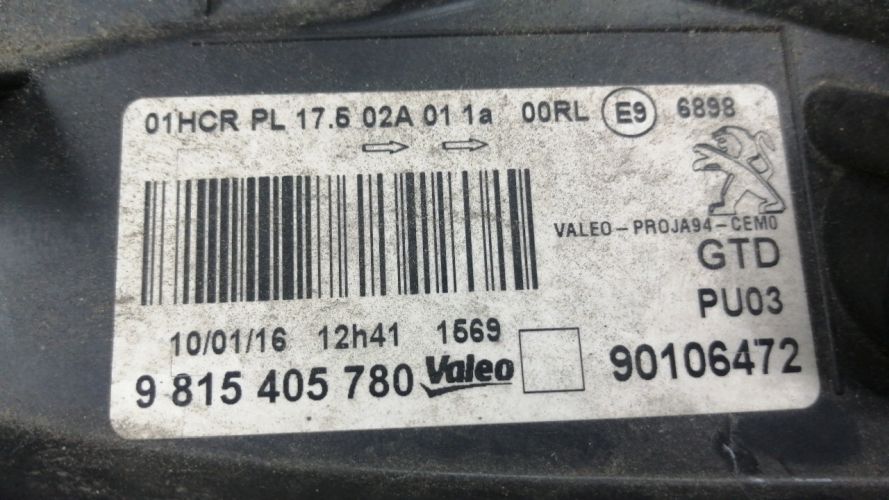 01HCR PL 17.5 02A 01 1a 00RL E9 6898
VALEO-PROJA94-CEMO
GTD
PU03
10/01/16 12h41 1569
9 815 405 780 Valeo 90106472